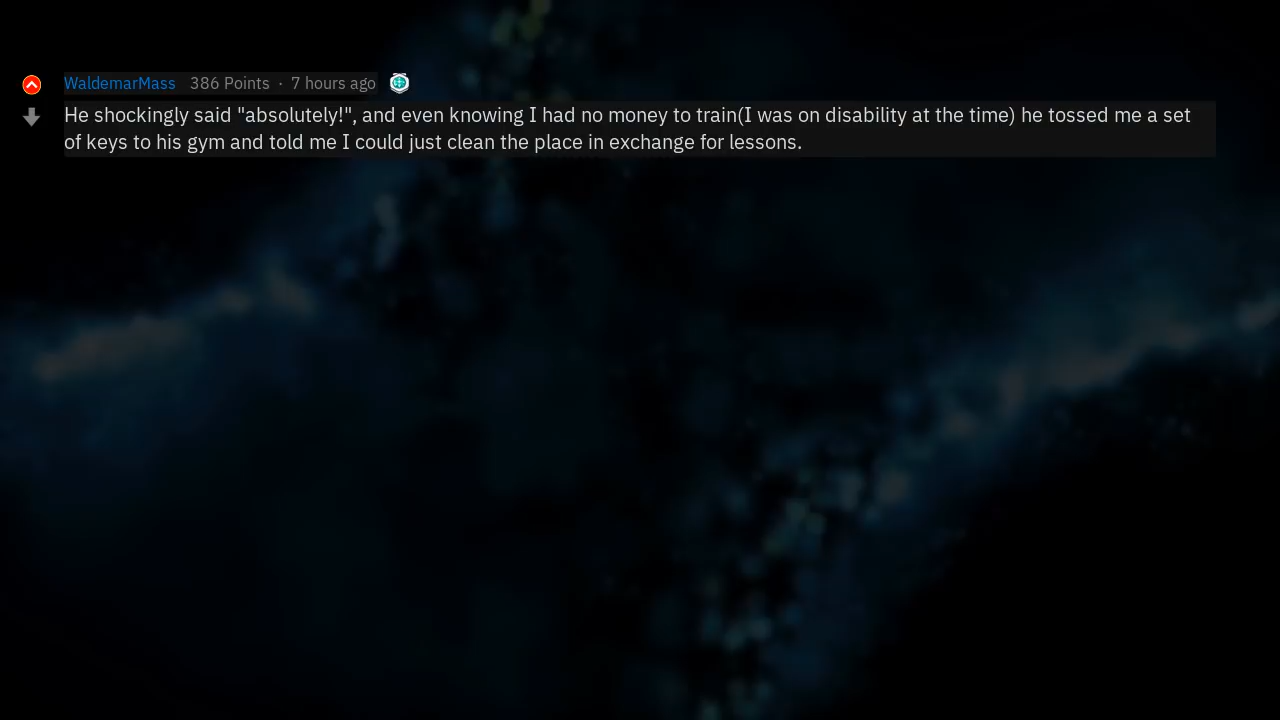 WaldemarMass 386 Points · 7 hours ago
He shockingly said "absolutely!", and even knowing I had no money to train(I was on disability at the time) he tossed me a set
of keys to his gym and told me I could just clean the place in exchange for lessons.